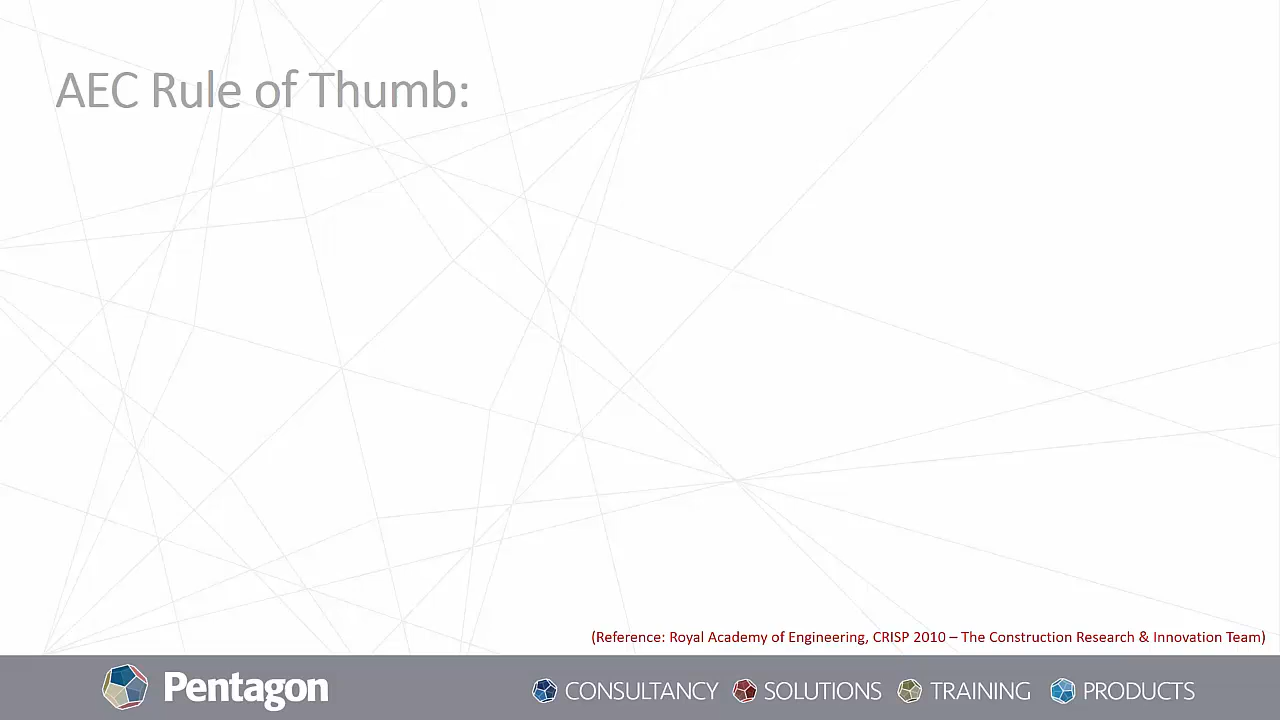 AEC Rule of Thumb:
(Reference: Royal Academy of Engineering, CRISP 2010 – The Construction Research & Innovation Team)
Pentagon
CONSULTANCY SOLUTIONS TRAINING PRODUCTS